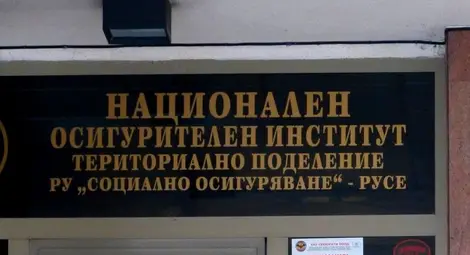 НАЦИОНАЛЕН
ОСИГУРИТЕЛЕН ИНСТИТУТ
ТЕРИТОРИАЛНО ПОДЕЛЕНИЕ
РУ „СОЦИАЛНО ОСИГУРЯВАНЕ“ - РУСЕ